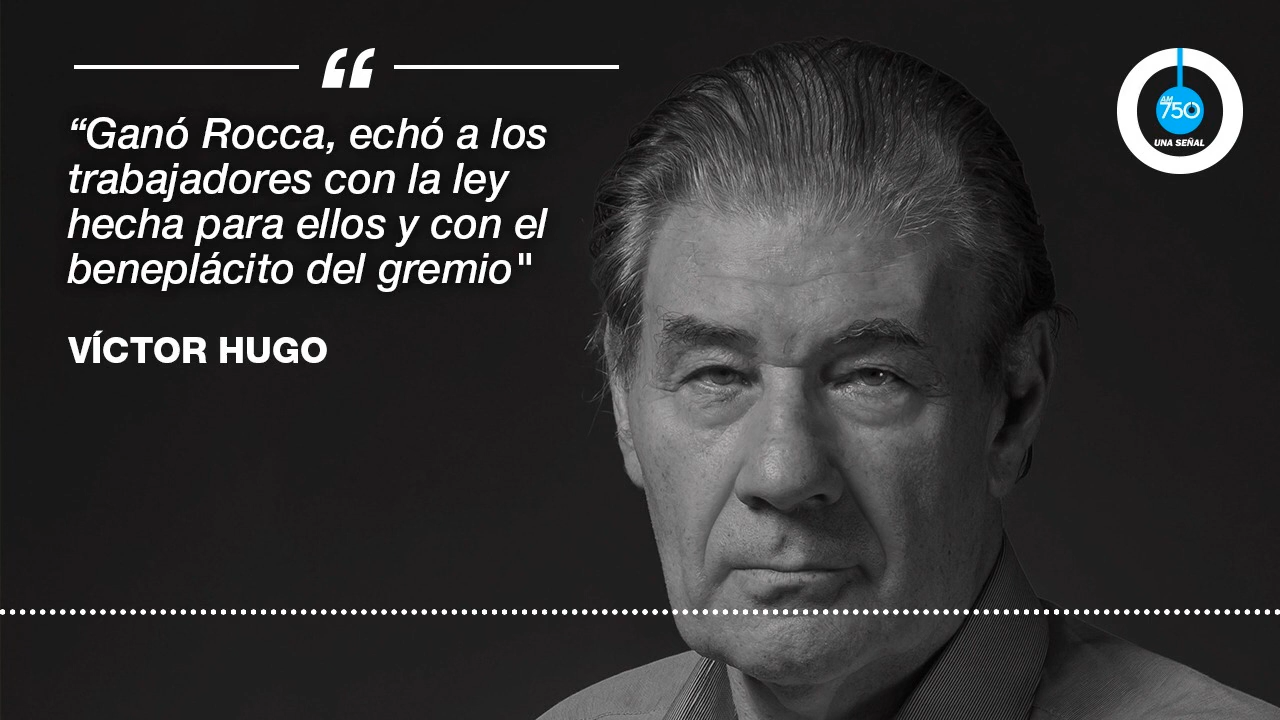 “Ganó Rocca, echó a los
trabajadores con la ley
hecha para ellos y con el
beneplácito del gremio"
VÍCTOR HUGO
AM
750
UNA SEÑAL